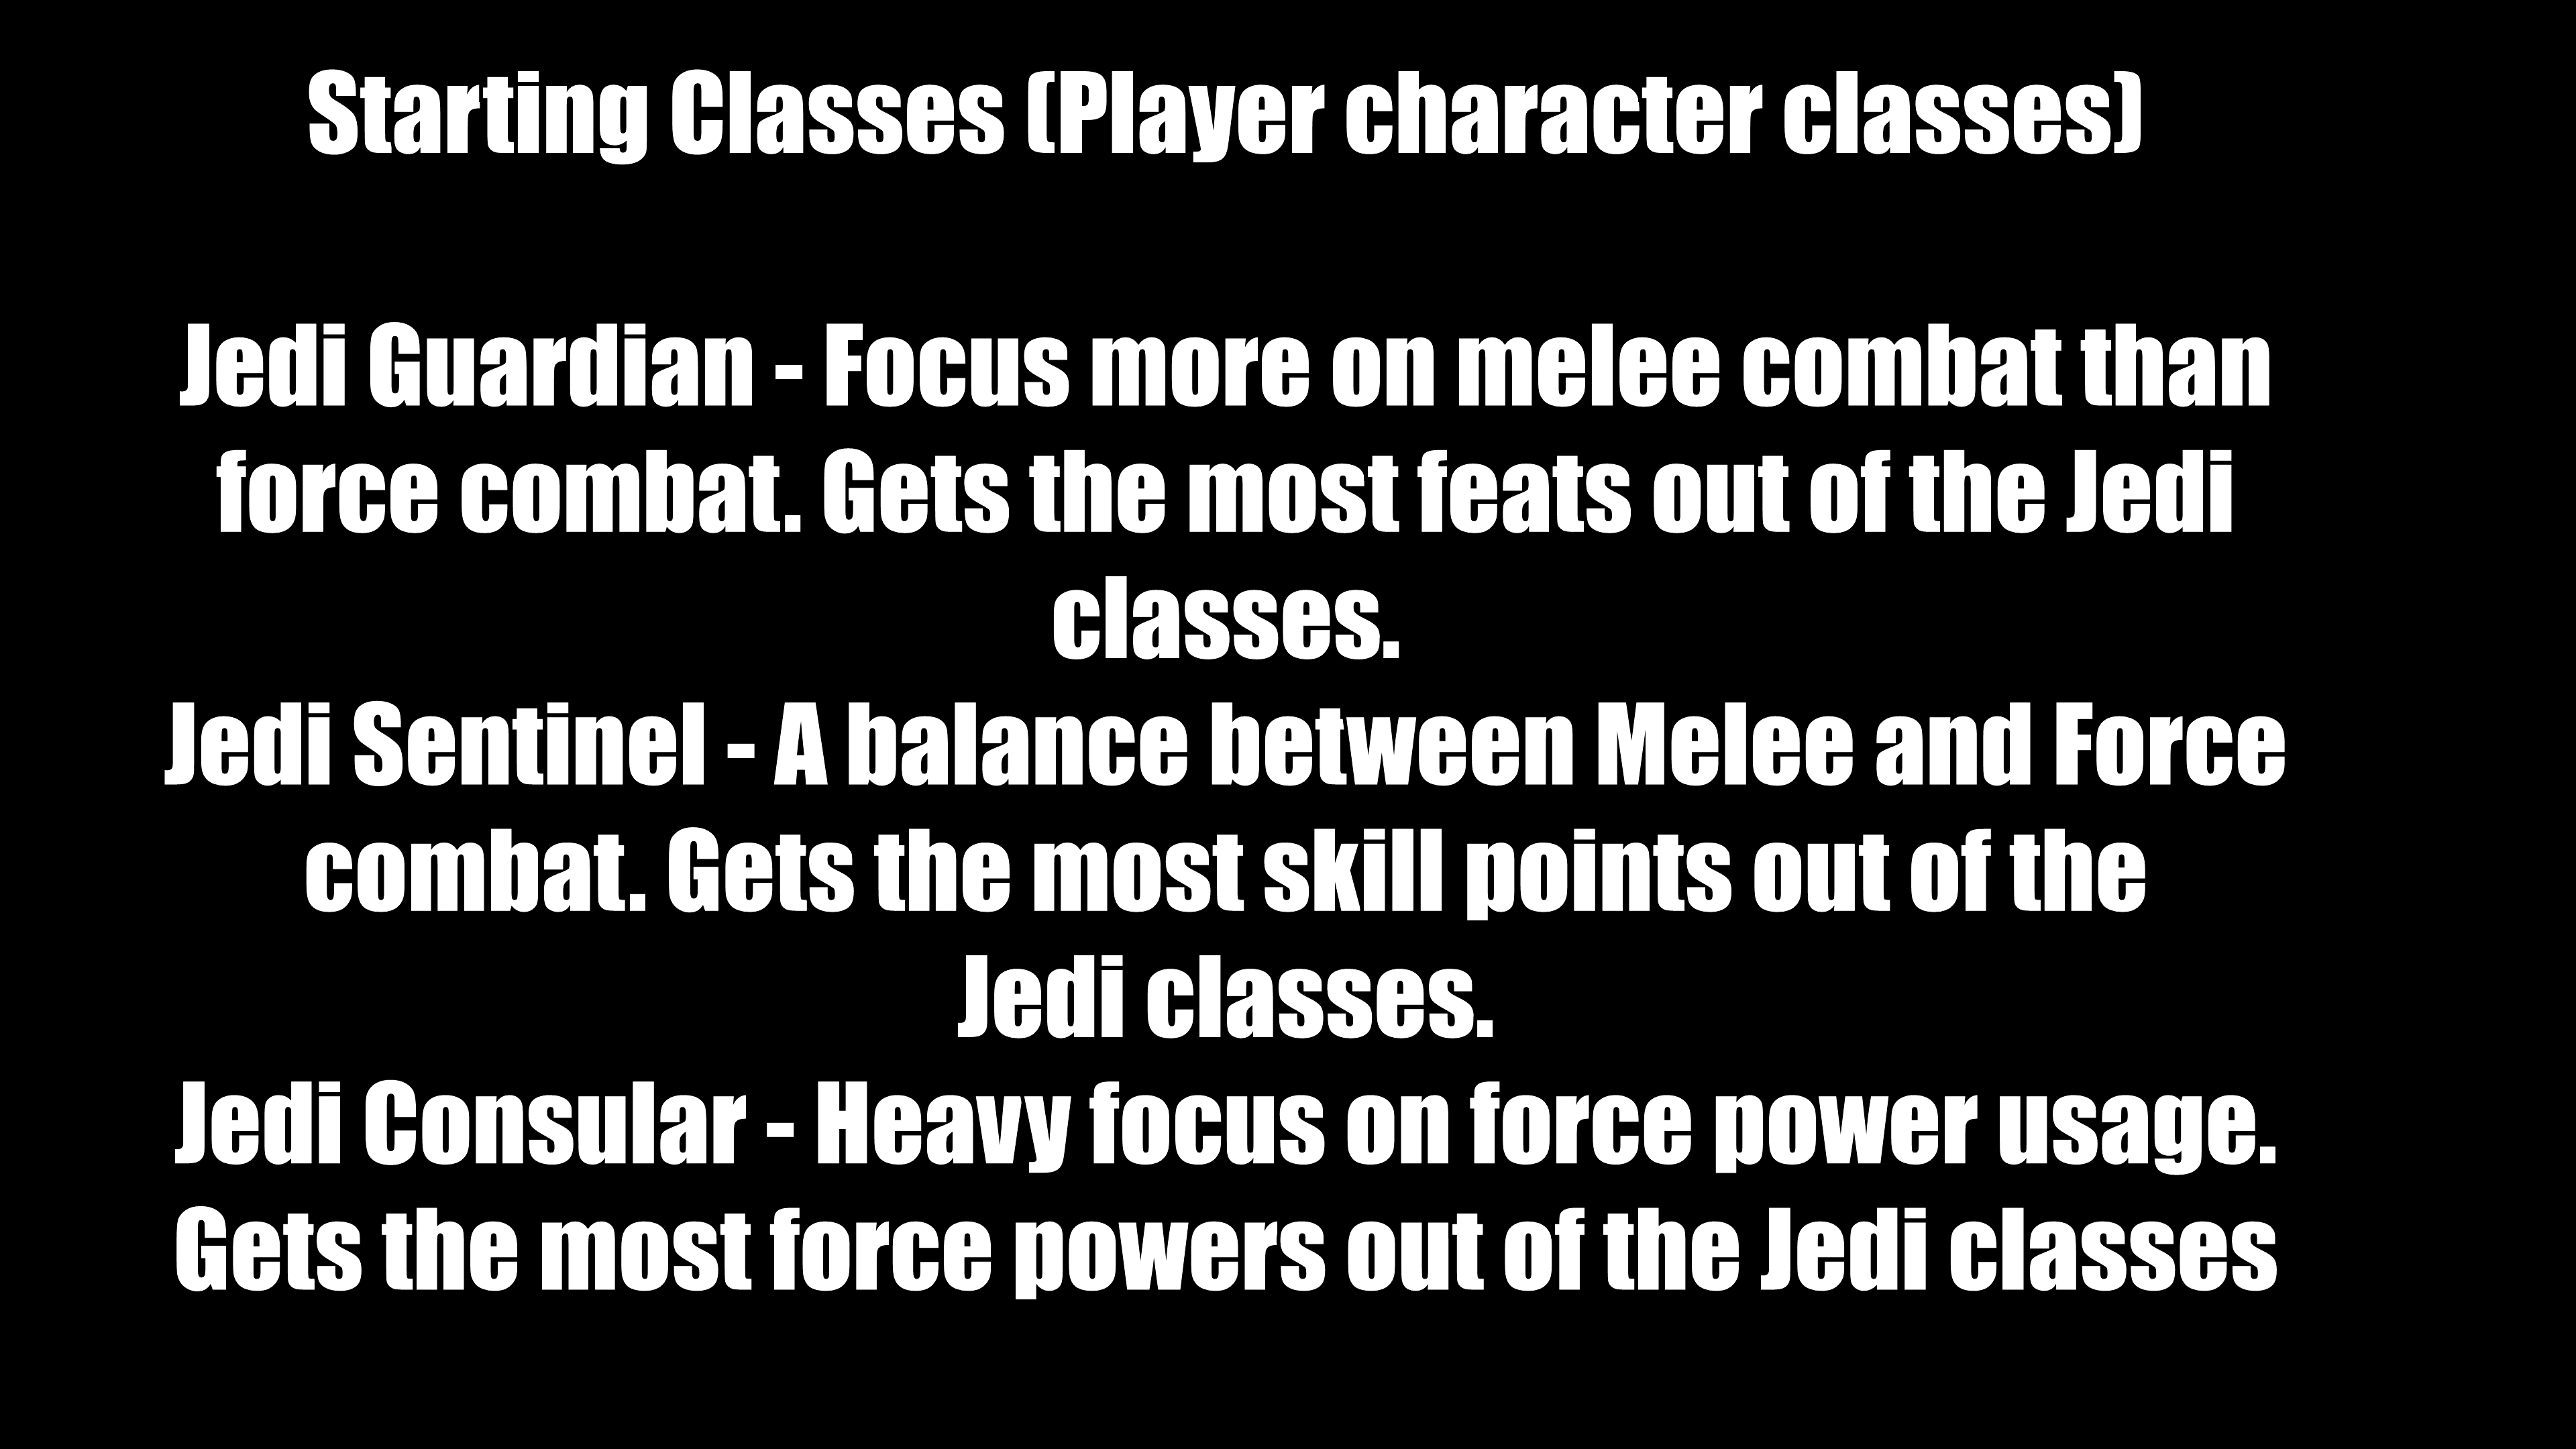 Starting Classes (Player character classes)
Jedi Guardian - Focus more on melee combat than
force combat. Gets the most feats out of the Jedi
classes.
Jedi Sentinel - A balance between Melee and Force
combat. Gets the most skill points out of the
Jedi classes.
Jedi Consular - Heavy focus on force power usage.
Gets the most force powers out of the Jedi classes